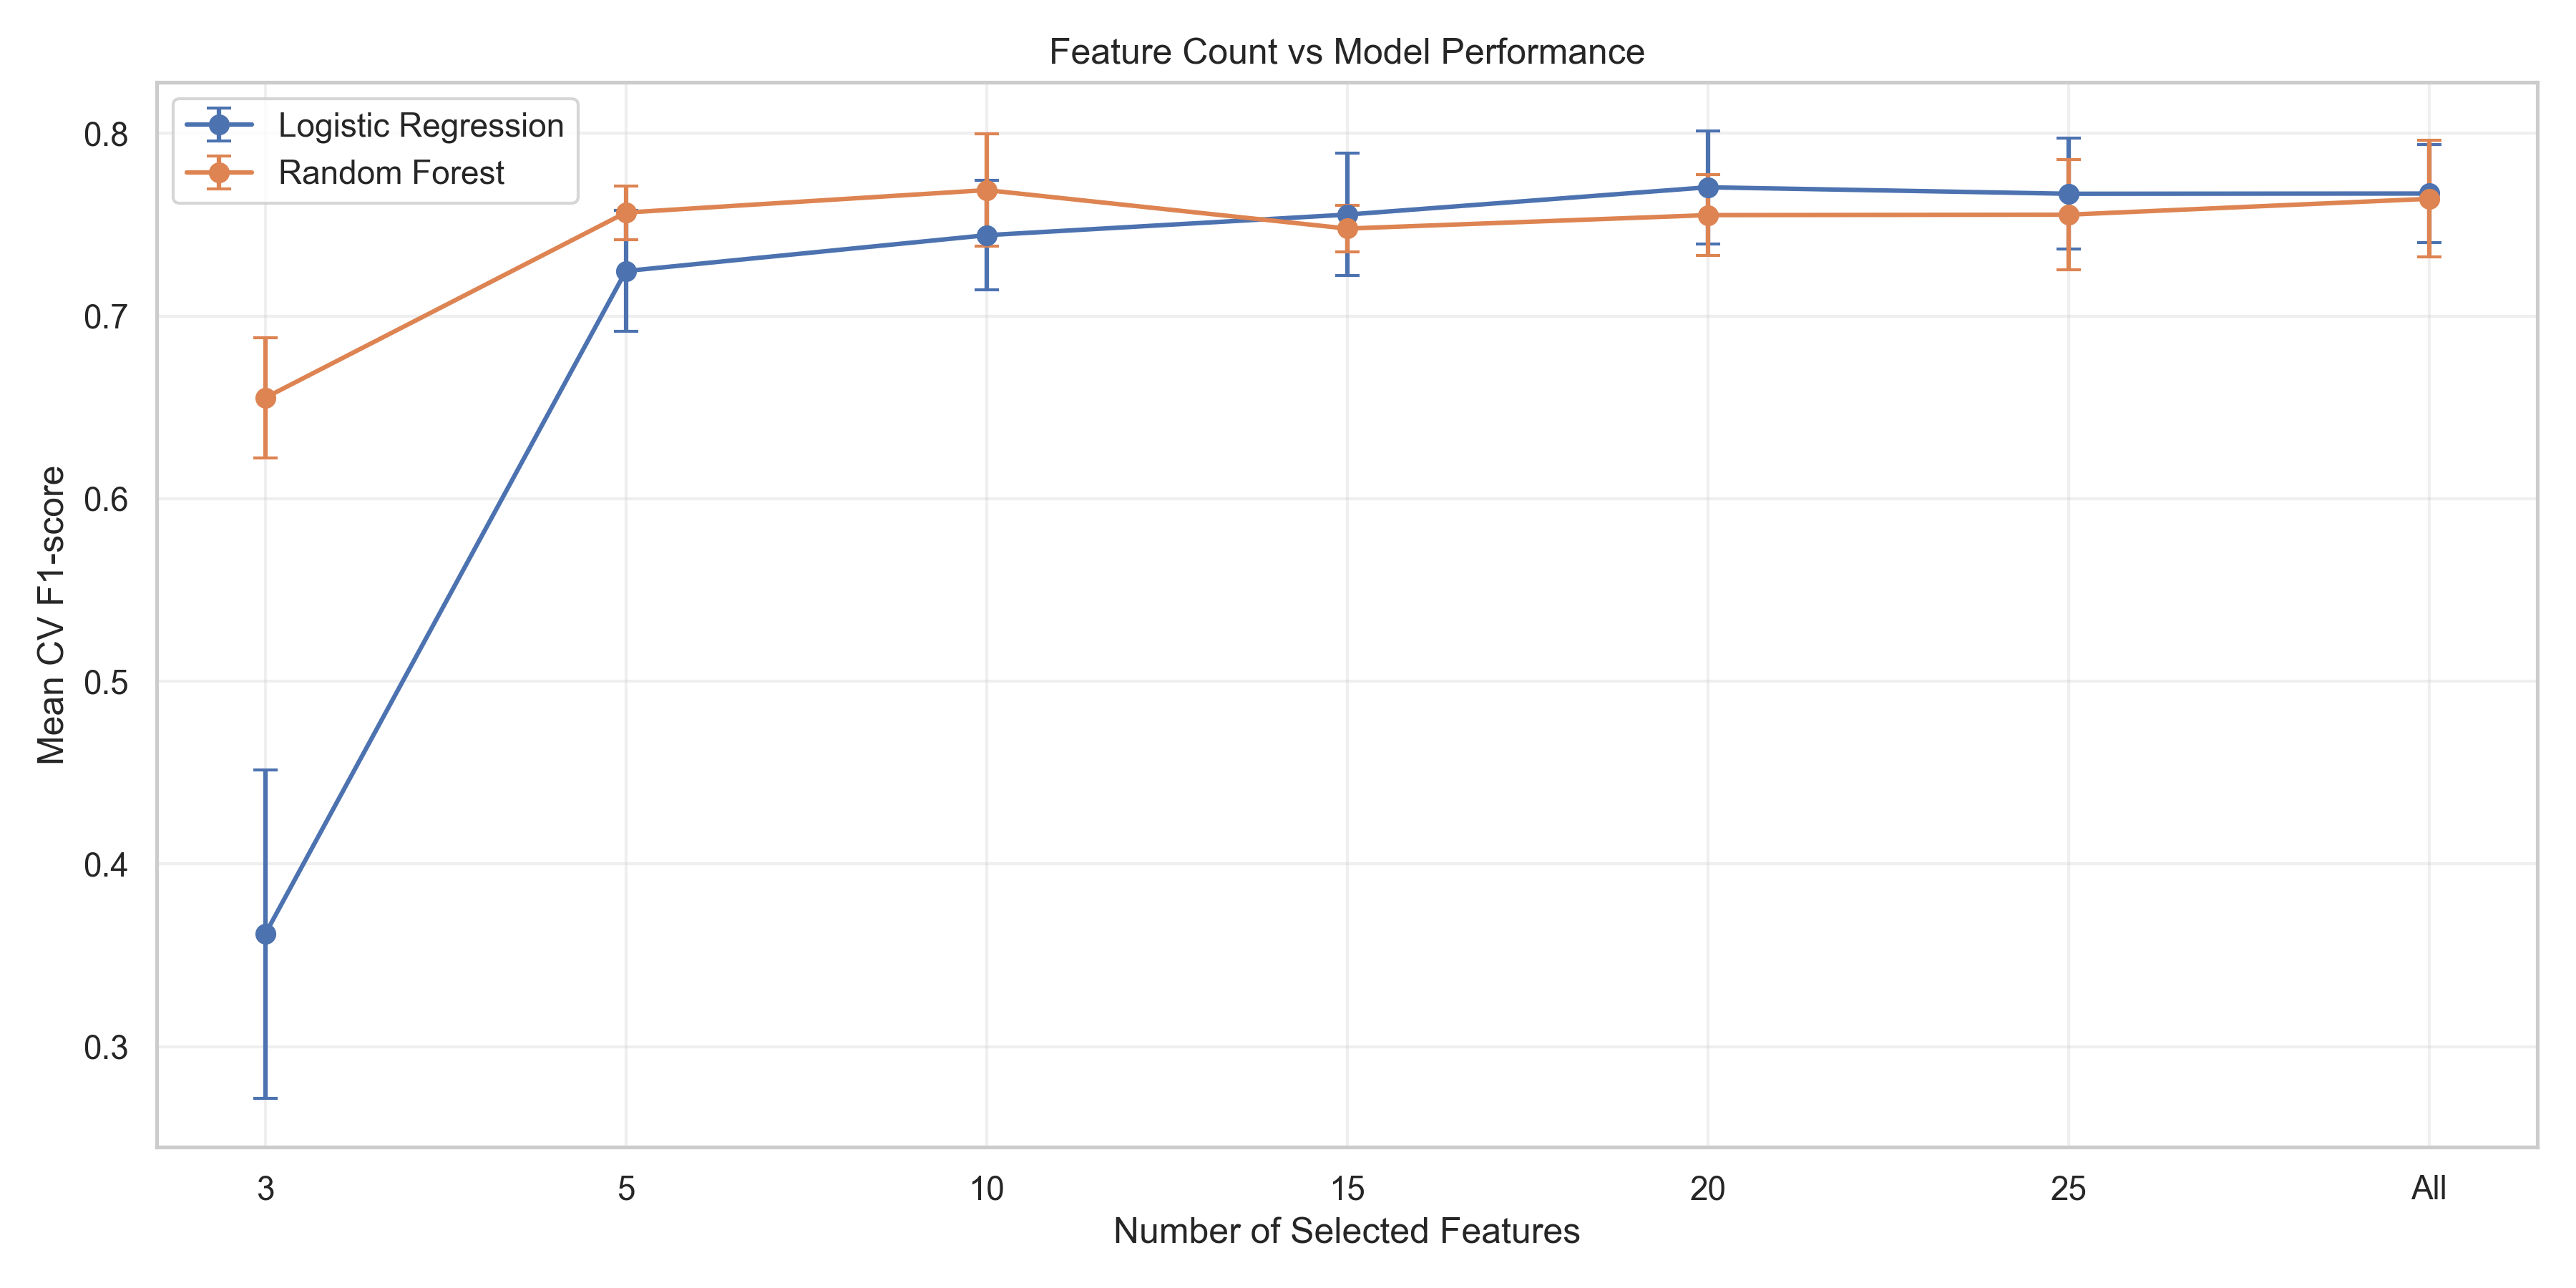 Feature Count vs Model Performance
Logistic Regression
Random Forest
0.8
0.7
0.6
0.5
0.4
0.3
Mean CV F1-score
3 5 10 15 20 25 All
Number of Selected Features